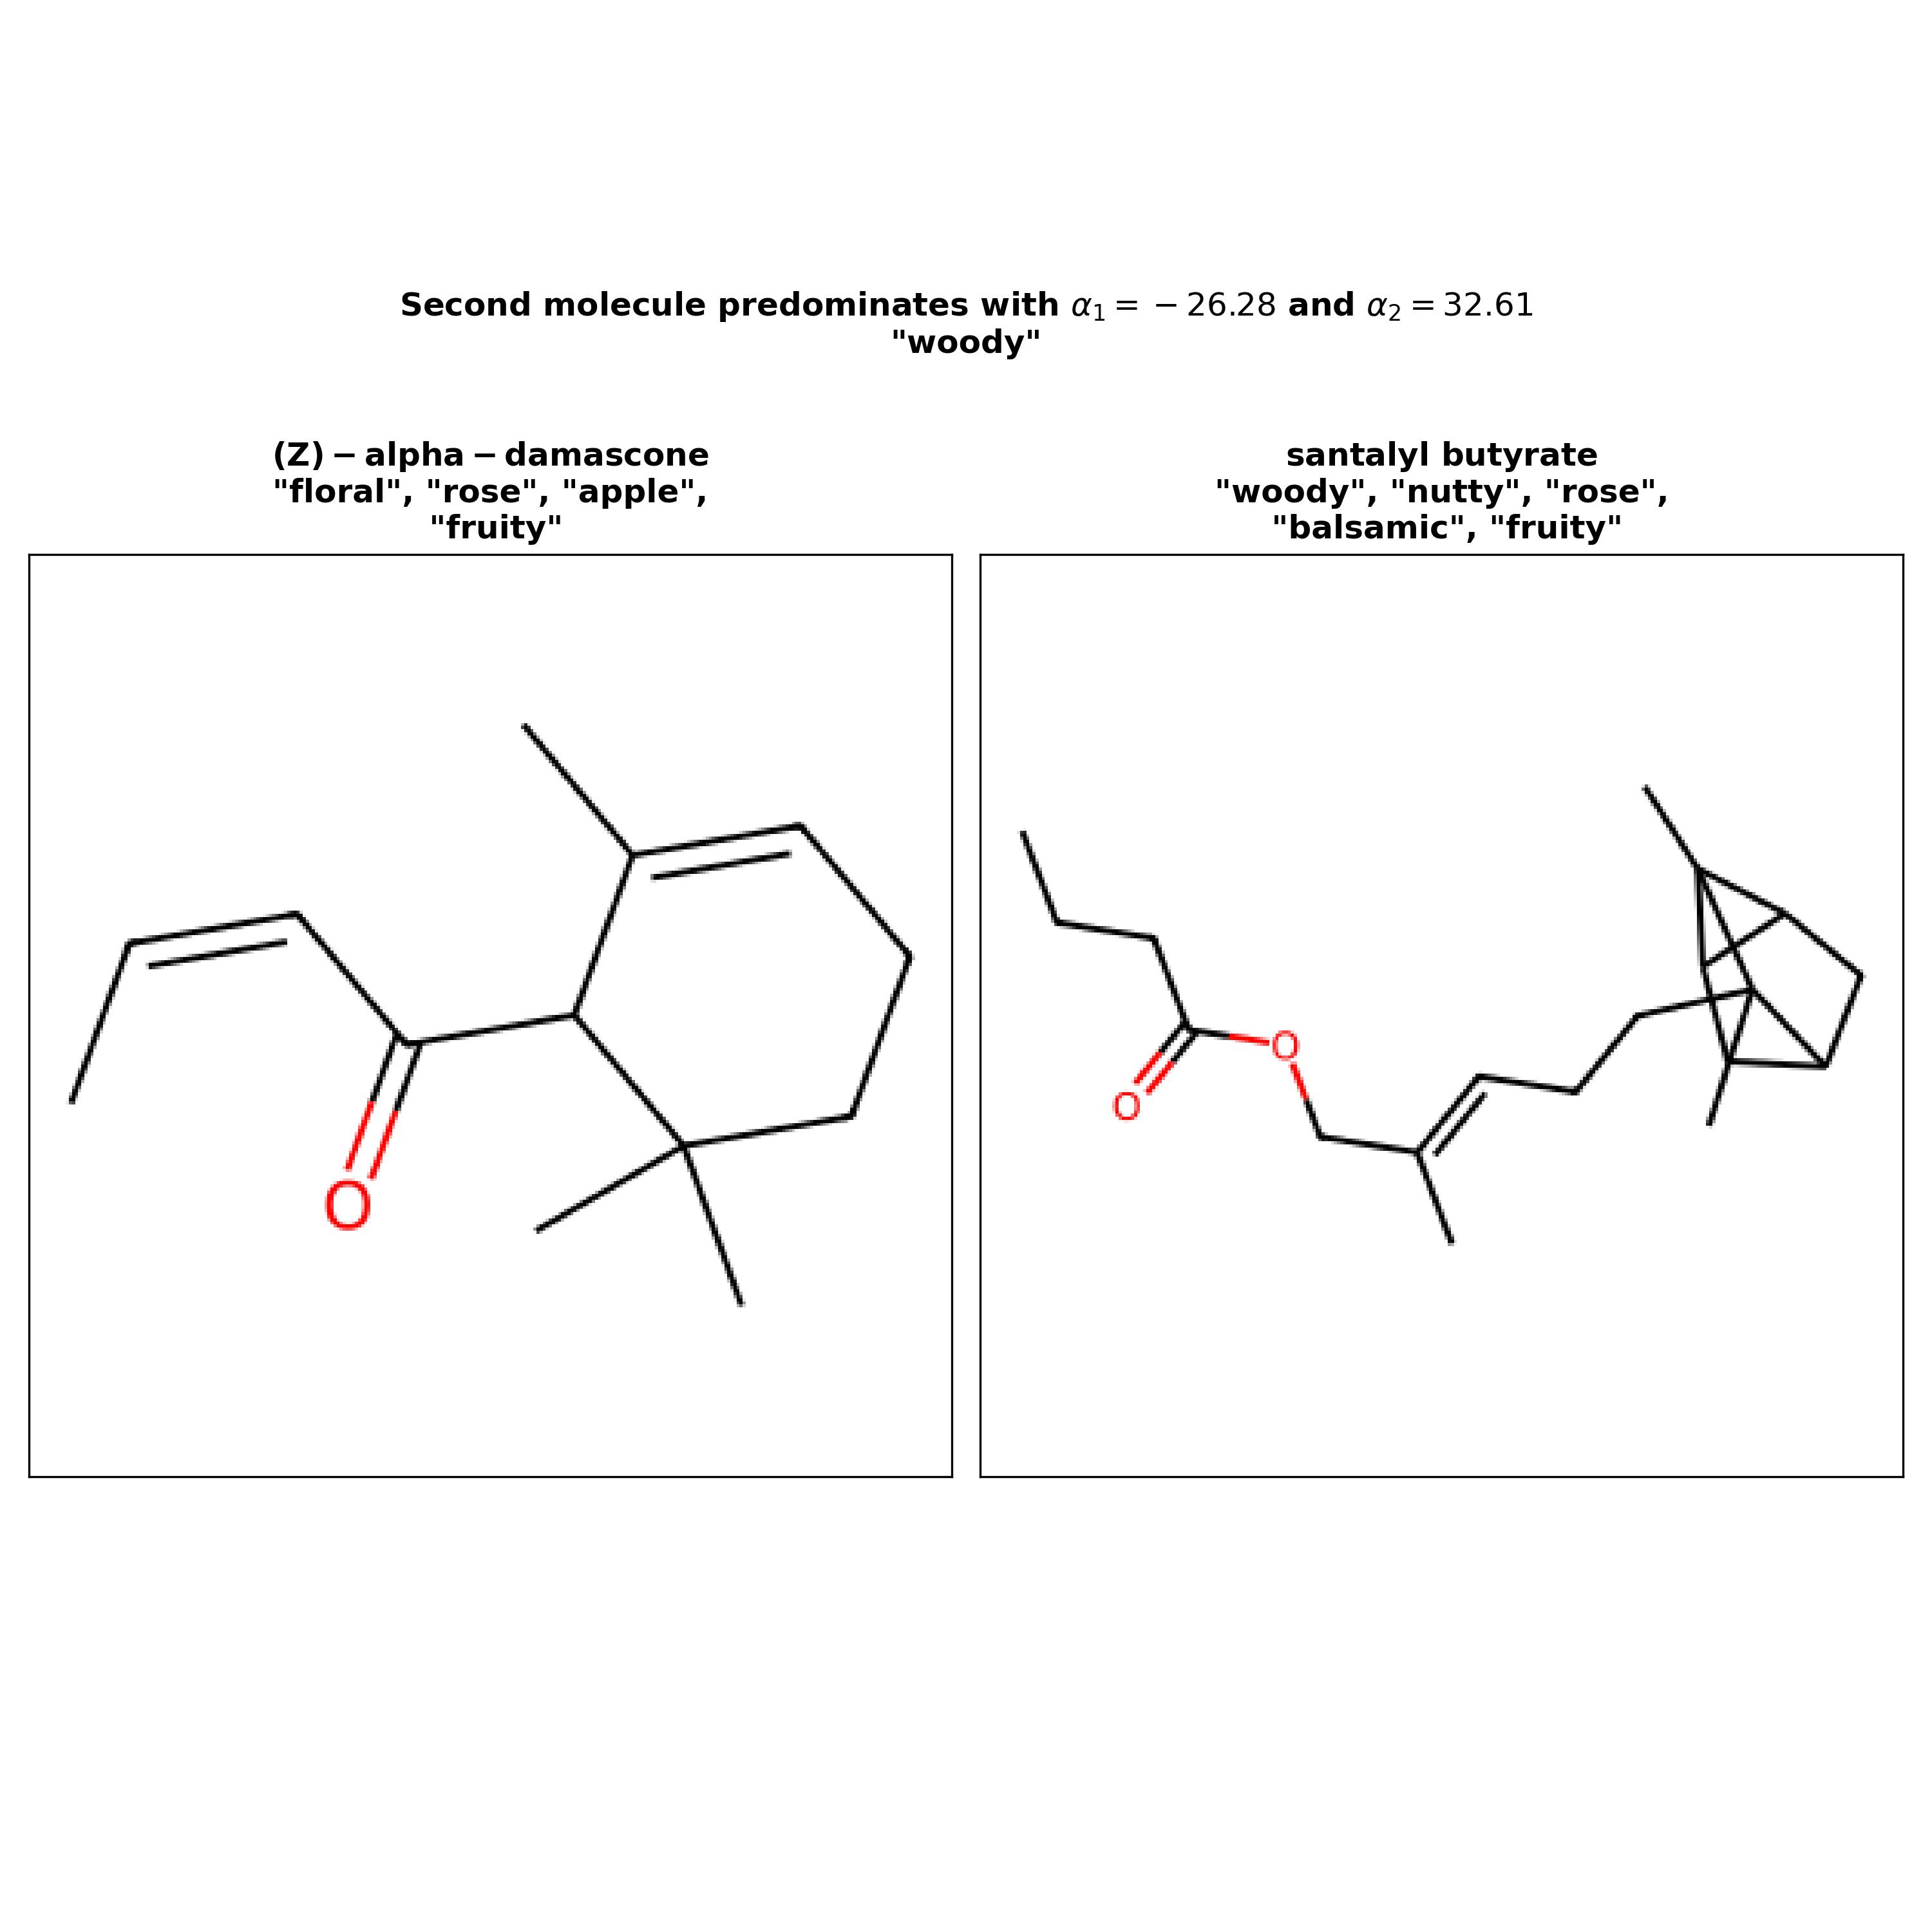 Second molecule predominates with α₁ = −26.28 and α₂ = 32.61
"woody"
(Z) − alpha − damascone
"floral", "rose", "apple",
"fruity"
santalyl butyrate
"woody", "nutty", "rose",
"balsamic", "fruity"
O
O
O